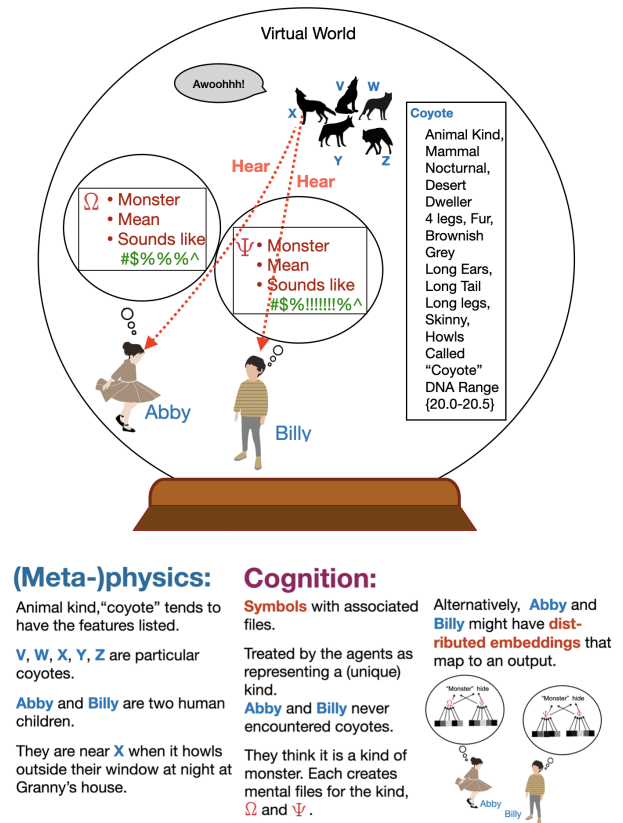 Virtual World
Awoohhh!
V
W
X
Y
Z
Coyote
Animal Kind,
Mammal
Nocturnal,
Desert
Dweller
4 legs, Fur,
Brownish
Grey
Long Ears,
Long Tail
Long legs,
Skinny,
Howls
Called
“Coyote”
DNA Range
{20.0-20.5}
Hear
Hear
Ω • Monster
• Mean
• Sounds like
#$%%%^
Ψ • Monster
• Mean
• Sounds like
#$%!!!!!!!%^
Abby
Billy
(Meta-)physics:
Animal kind,“coyote” tends to
have the features listed.
V, W, X, Y, Z are particular
coyotes.
Abby and Billy are two human
children.
They are near X when it howls
outside their window at night at
Granny’s house.
Cognition:
Symbols with associated
files.
Treated by the agents as
representing a (unique)
kind.
Abby and Billy never
encountered coyotes.
They think it is a kind of
monster. Each creates
mental files for the kind,
Ω and Ψ .
Alternatively, Abby and
Billy might have dist-
ributed embeddings that
map to an output.
"Monster" hide
"Monster" hide
Abby
Billy